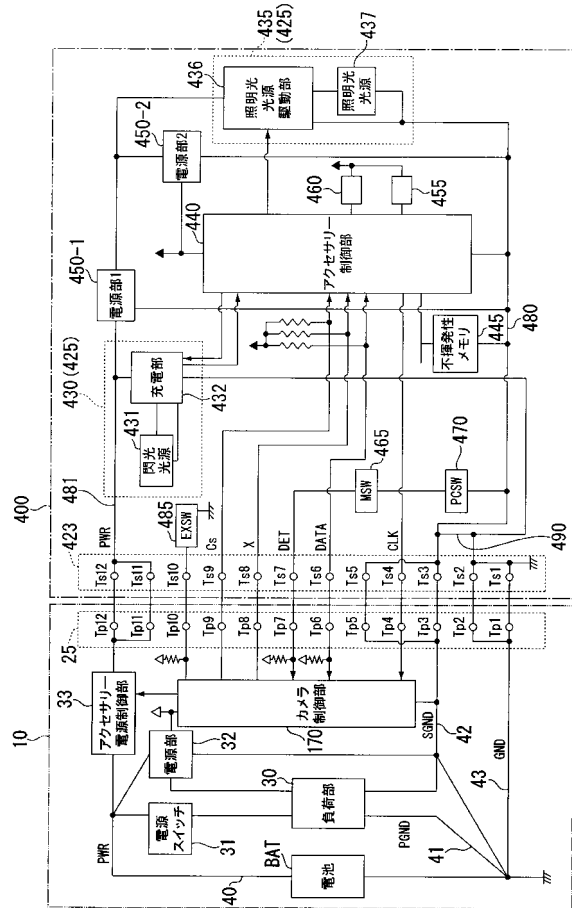 10
33
アクセサリー
電源制御部
PWR
電源
スイッチ
31
電源部
32
30
負荷部
BAT
電池
40
PGND
41
カメラ
制御部
170
SGND
42
GND
43
25
Tp12
Tp11
Tp10
Tp9
Tp8
Tp7
Tp6
Tp5
Tp4
Tp3
Tp2
Tp1
400
423
Ts12
Ts11
Ts10
Ts9
Ts8
Ts7
Ts6
Ts5
Ts4
Ts3
Ts2
Ts1
PWR
481
EXSW
485
Cs
X
DET
DATA
CLK
490
430(425)
431
閃光
光源
充電部
432
MSW
465
PCSW
470
450-1
電源部1
450-2
電源部2
440
アクセサリー
制御部
460
455
不揮発性
メモリ
445
480
435
(425)
436
照明光
光源
駆動部
437
照明光
光源